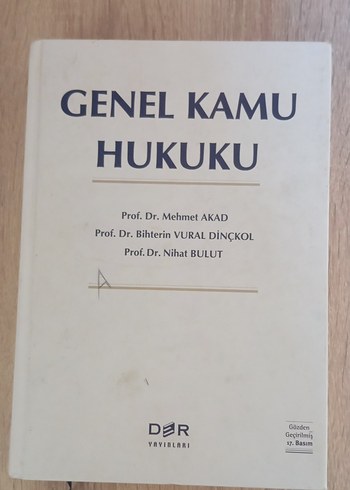 GENEL KAMU
HUKUKU
Prof. Dr. Mehmet AKAD
Prof. Dr. Bihterin VURAL DİNÇKOL
Prof. Dr. Nihat BULUT
DER
YAYINLARI
Gözden
Geçirilmiş
17. Basım